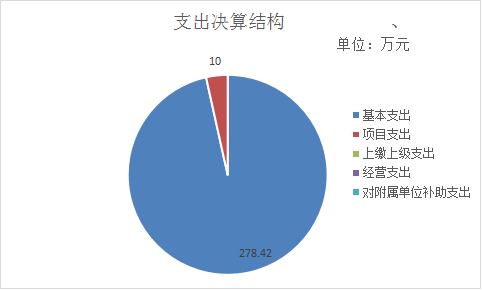 支出决算结构
、
单位：万元
10
278.42
基本支出
项目支出
上缴上级支出
经营支出
对附属单位补助支出